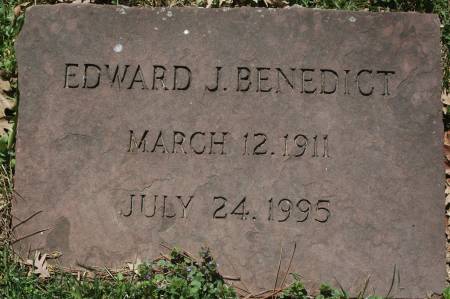 EDWARD J. BENEDICT
MARCH 12. 1911
JULY 24. 1995